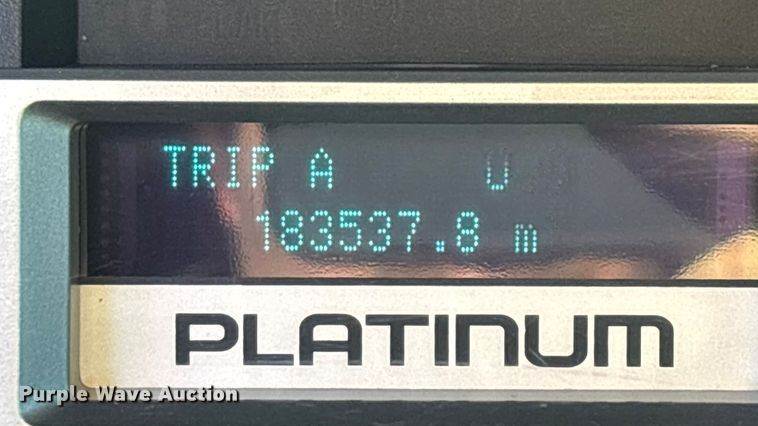 TRIP A U
183537.8 m
PLATINUM
Purple Wave Auction